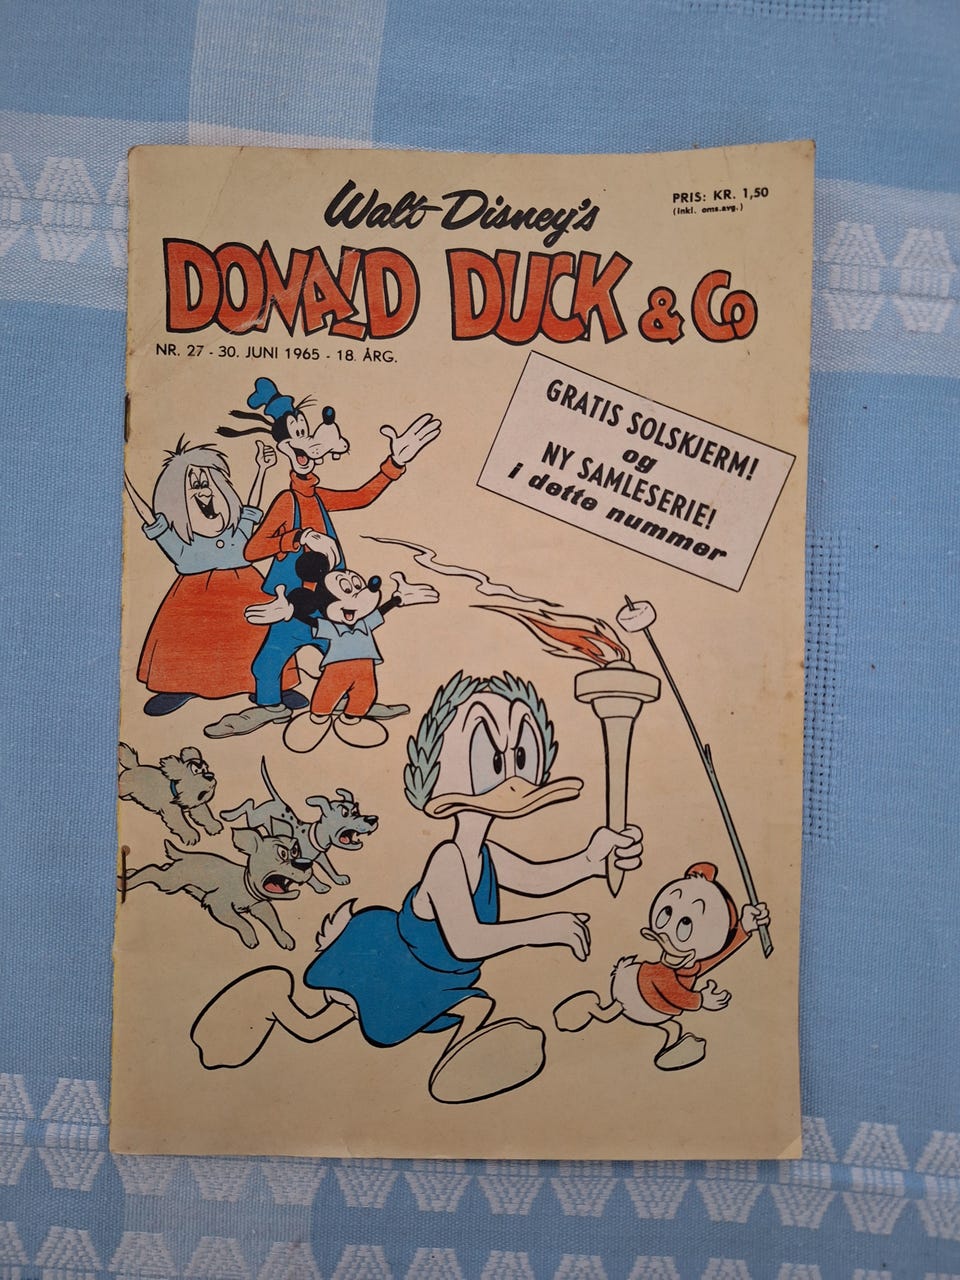 Walt Disney's
PRIS: KR. 1,50
(inkl. oms.avg.)
DONALD DUCK & Co
NR. 27 - 30. JUNI 1965 - 18. ÅRG.
GRATIS SOLSKJERM!
og
NY SAMLESERIE!
i dette nummer